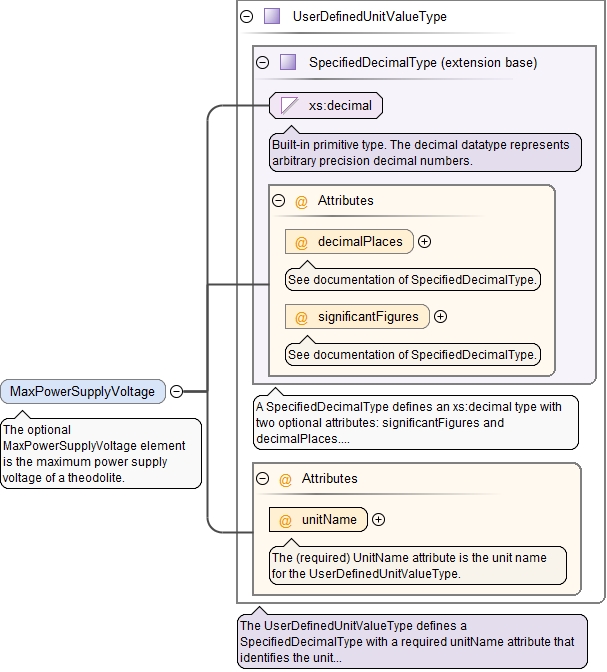 UserDefinedUnitValueType
SpecifiedDecimalType (extension base)
xs:decimal
Built-in primitive type. The decimal datatype represents
arbitrary precision decimal numbers.
@ Attributes
@ decimalPlaces
See documentation of SpecifiedDecimalType.
@ significantFigures
See documentation of SpecifiedDecimalType.
MaxPowerSupplyVoltage
The optional
MaxPowerSupplyVoltage element
is the maximum power supply
voltage of a theodolite.
A SpecifiedDecimalType defines an xs:decimal type with
two optional attributes: significantFigures and
decimalPlaces....
@ Attributes
@ unitName
The (required) UnitName attribute is the unit name
for the UserDefinedUnitValueType.
The UserDefinedUnitValueType defines a
SpecifiedDecimalType with a required unitName attribute that
identifies the unit...